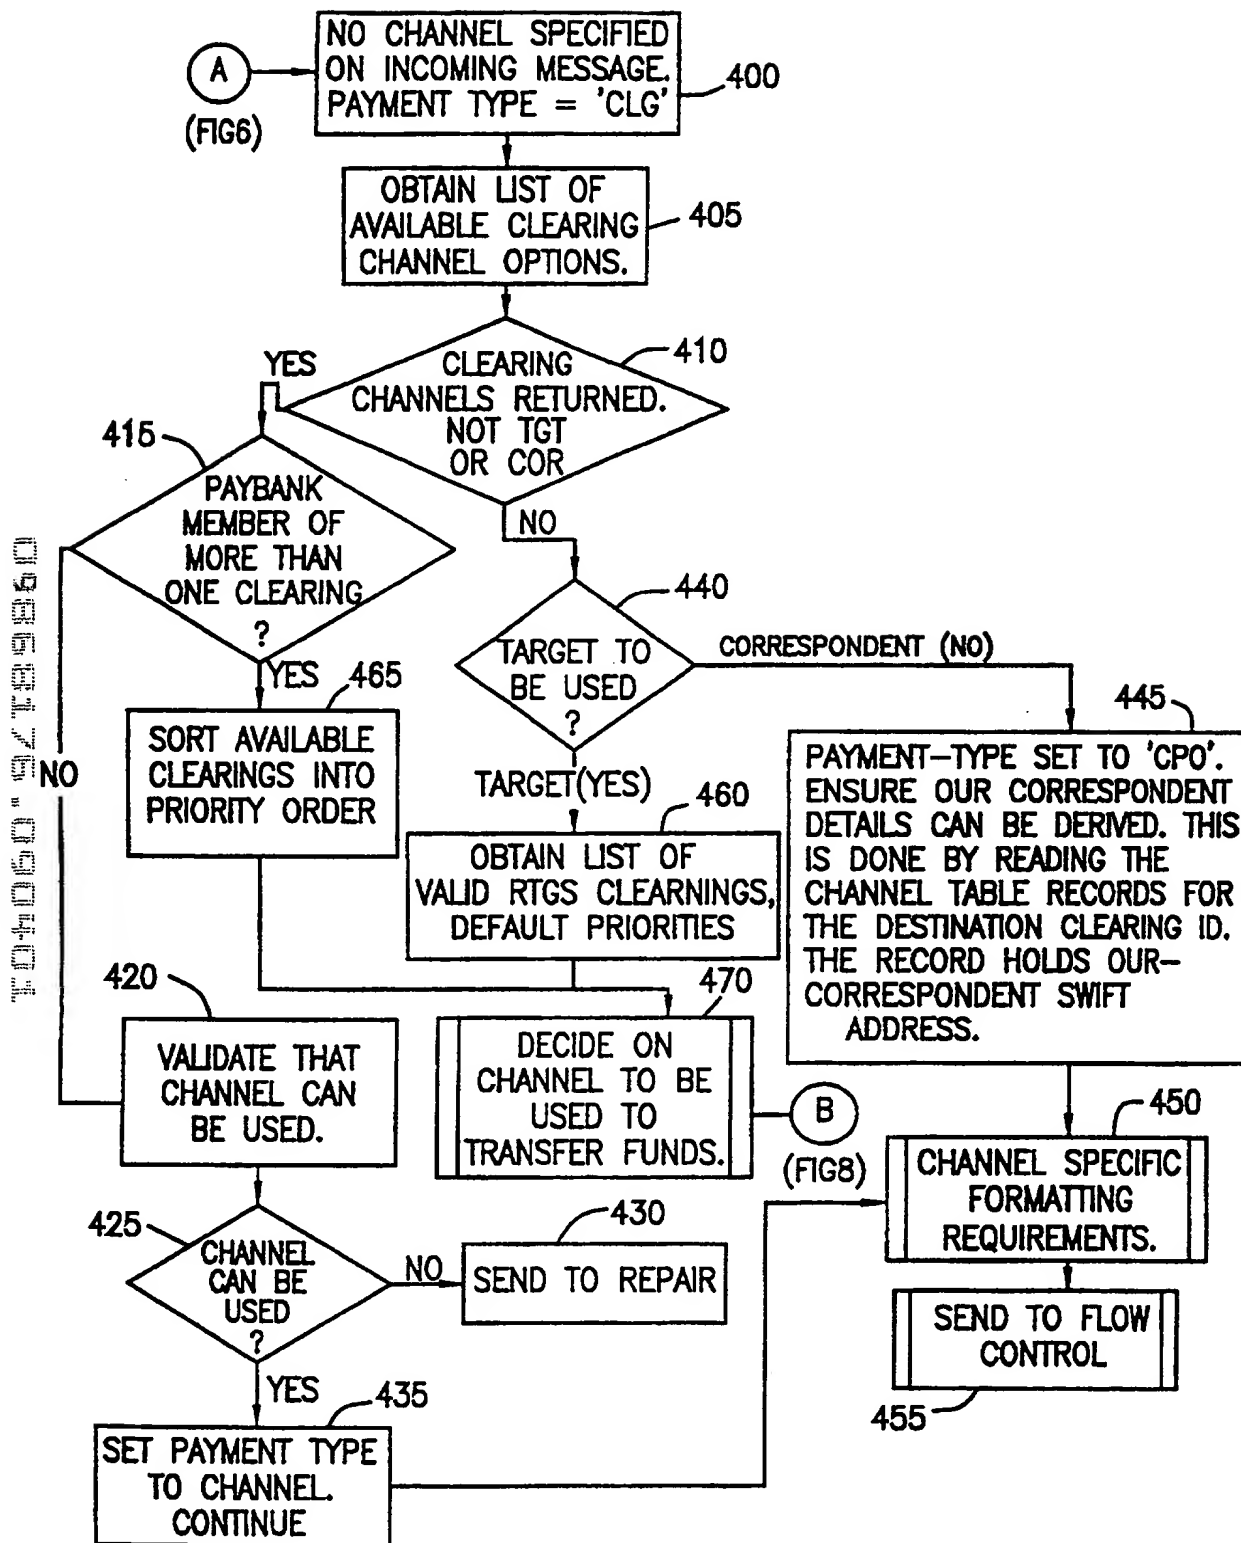 NO CHANNEL SPECIFIED
ON INCOMING MESSAGE.
PAYMENT TYPE = 'CLG'
400
A
(FIG6)
OBTAIN LIST OF
AVAILABLE CLEARING
CHANNEL OPTIONS.
405
CLEARING
CHANNELS RETURNED.
NOT TGT
OR COR
410
YES
NO
415
PAYBANK
MEMBER OF
MORE THAN
ONE CLEARING
?
YES
NO
440
TARGET TO
BE USED
?
CORRESPONDENT (NO)
TARGET(YES)
465
SORT AVAILABLE
CLEARINGS INTO
PRIORITY ORDER
460
OBTAIN LIST OF
VALID RTGS CLEARNINGS,
DEFAULT PRIORITIES
445
PAYMENT-TYPE SET TO 'CPO'.
ENSURE OUR CORRESPONDENT
DETAILS CAN BE DERIVED. THIS
IS DONE BY READING THE
CHANNEL TABLE RECORDS FOR
THE DESTINATION CLEARING ID.
THE RECORD HOLDS OUR-
CORRESPONDENT SWIFT
ADDRESS.
420
VALIDATE THAT
CHANNEL CAN
BE USED.
470
DECIDE ON
CHANNEL TO BE
USED TO
TRANSFER FUNDS.
B
(FIG8)
450
CHANNEL SPECIFIC
FORMATTING
REQUIREMENTS.
425
CHANNEL
CAN BE
USED
?
NO
YES
430
SEND TO REPAIR
SEND TO FLOW
CONTROL
455
435
SET PAYMENT TYPE
TO CHANNEL.
CONTINUE
09868175.090401